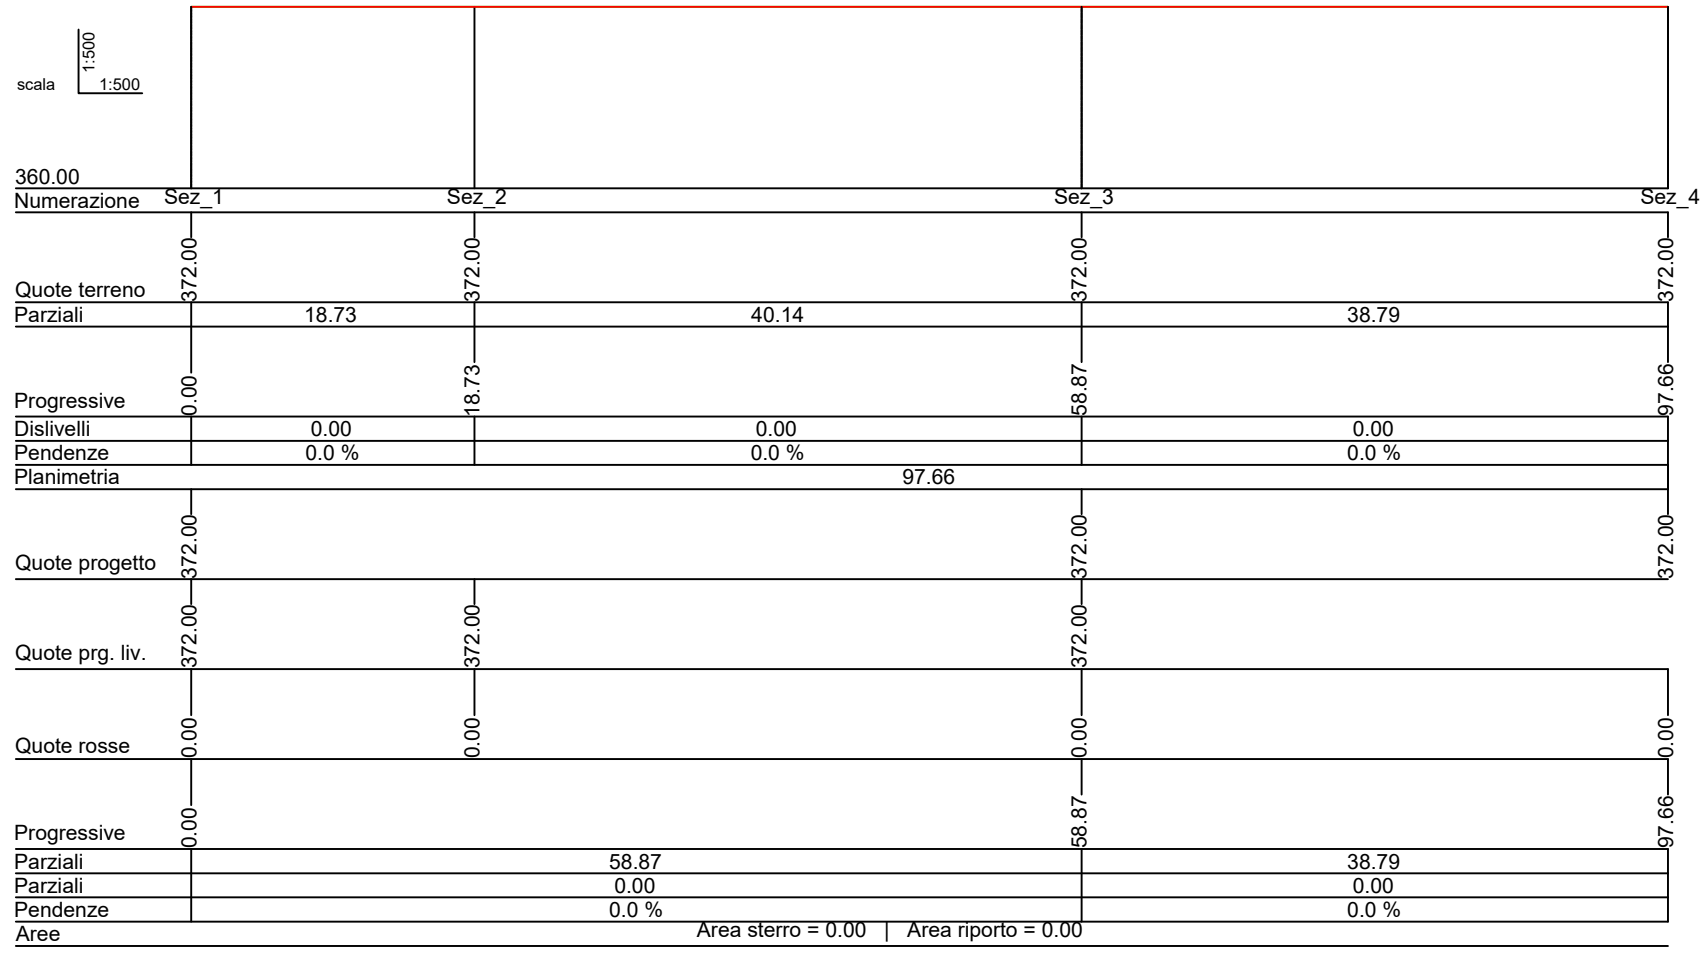 1:500
scala 1:500
360.00
Numerazione Sez_1 Sez_2 Sez_3 Sez_4
Quote terreno 372.00 372.00 372.00 372.00
Parziali 18.73 40.14 38.79
Progressive 0.00 18.73 58.87 97.66
Dislivelli 0.00 0.00 0.00
Pendenze 0.0 % 0.0 % 0.0 %
Planimetria 97.66
Quote progetto 372.00 372.00 372.00
Quote prg. liv. 372.00 372.00 372.00
Quote rosse 0.00 0.00 0.00 0.00
Progressive 0.00 58.87 97.66
Parziali 58.87 38.79
Parziali 0.00 0.00
Pendenze 0.0 % 0.0 %
Aree Area sterro = 0.00 | Area riporto = 0.00